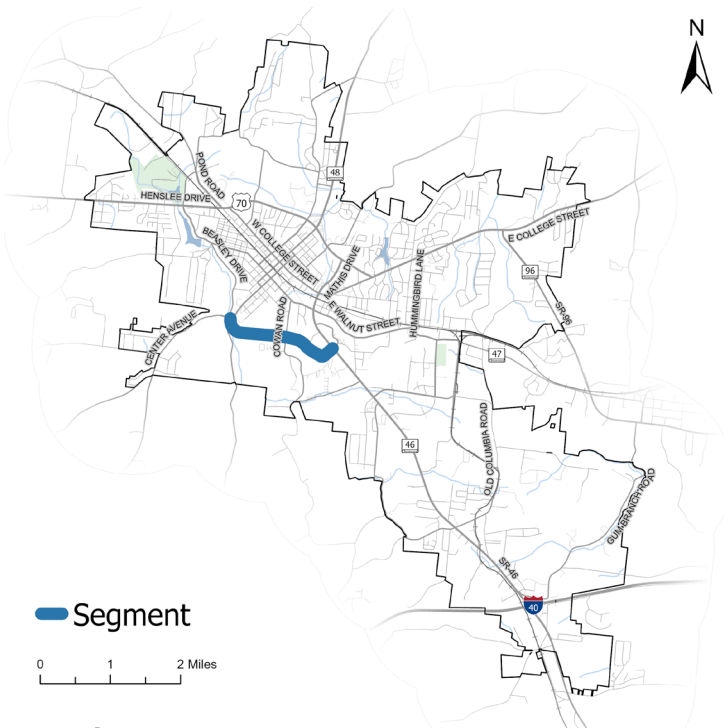 N
48
POND ROAD
HENSLEE DRIVE
70
W COLLEGE STREET
E COLLEGE STREET
BEASLEY DRIVE
MATHIS DRIVE
HUMMINGBIRD LANE
96
SR-96
COWAN ROAD
E WALNUT STREET
CENTER AVENUE
47
46
OLD COLUMBIA ROAD
GUM BRANCH ROAD
SR-46
40
Segment
0 1 2 Miles